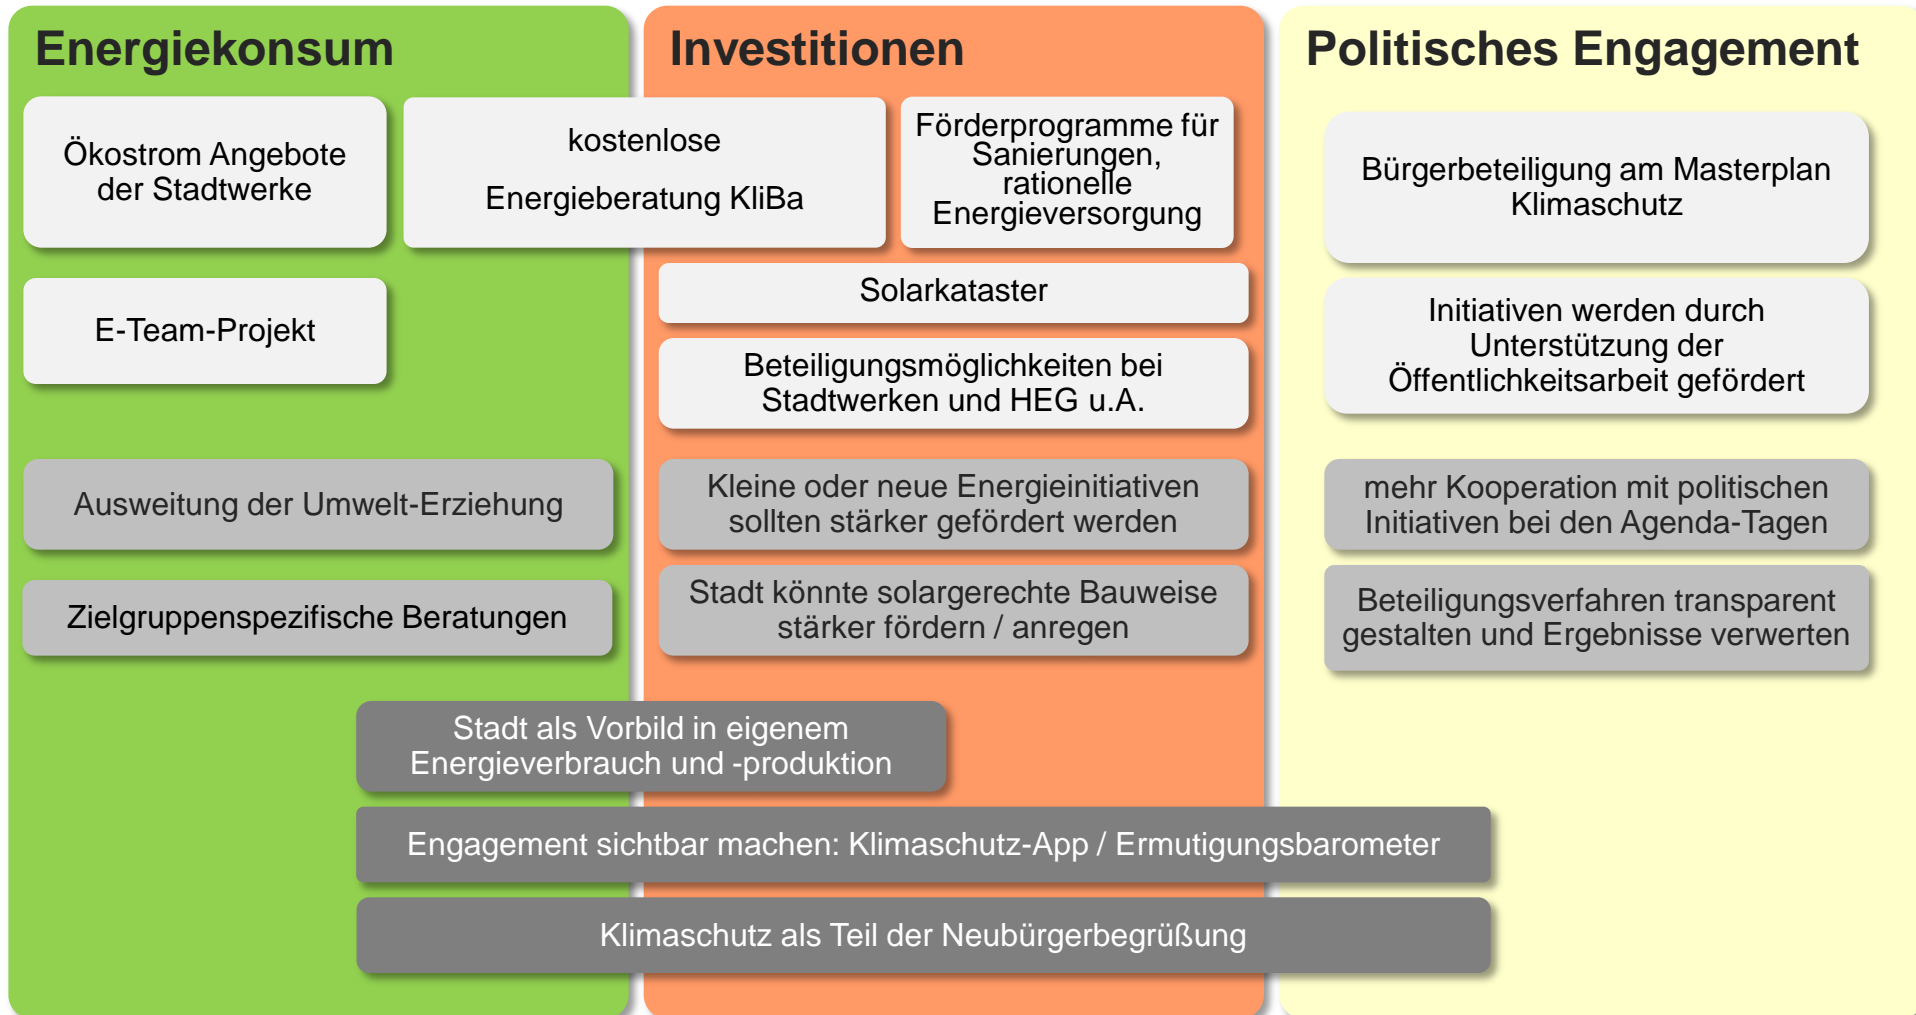 Energiekonsum
Investitionen
Politisches Engagement
Ökostrom Angebote
der Stadtwerke
kostenlose
Energieberatung KliBa
Förderprogramme für
Sanierungen,
rationelle
Energieversorgung
Bürgerbeteiligung am Masterplan
Klimaschutz
E-Team-Projekt
Solarkataster
Beteiligungsmöglichkeiten bei
Stadtwerken und HEG u.A.
Initiativen werden durch
Unterstützung der
Öffentlichkeitsarbeit gefördert
Ausweitung der Umwelt-Erziehung
Kleine oder neue Energieinitiativen
sollten stärker gefördert werden
mehr Kooperation mit politischen
Initiativen bei den Agenda-Tagen
Zielgruppenspezifische Beratungen
Stadt könnte solargerechte Bauweise
stärker fördern / anregen
Beteiligungsverfahren transparent
gestalten und Ergebnisse verwerten
Stadt als Vorbild in eigenem
Energieverbrauch und -produktion
Engagement sichtbar machen: Klimaschutz-App / Ermutigungsbarometer
Klimaschutz als Teil der Neubürgerbegrüßung